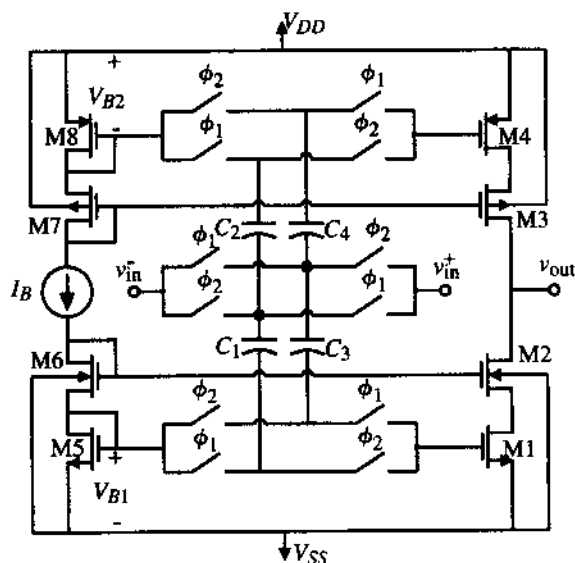 V_DD
+
ϕ2
ϕ1
V_B2
-
M8
ϕ1
ϕ2
M4
M7
M3
C2
C4
ϕ1
ϕ2
v_in^-
v_in^+
v_out
I_B
ϕ2
ϕ1
C1
C3
M6
M2
ϕ2
ϕ1
M5
+
ϕ1
ϕ2
M1
V_B1
-
V_SS